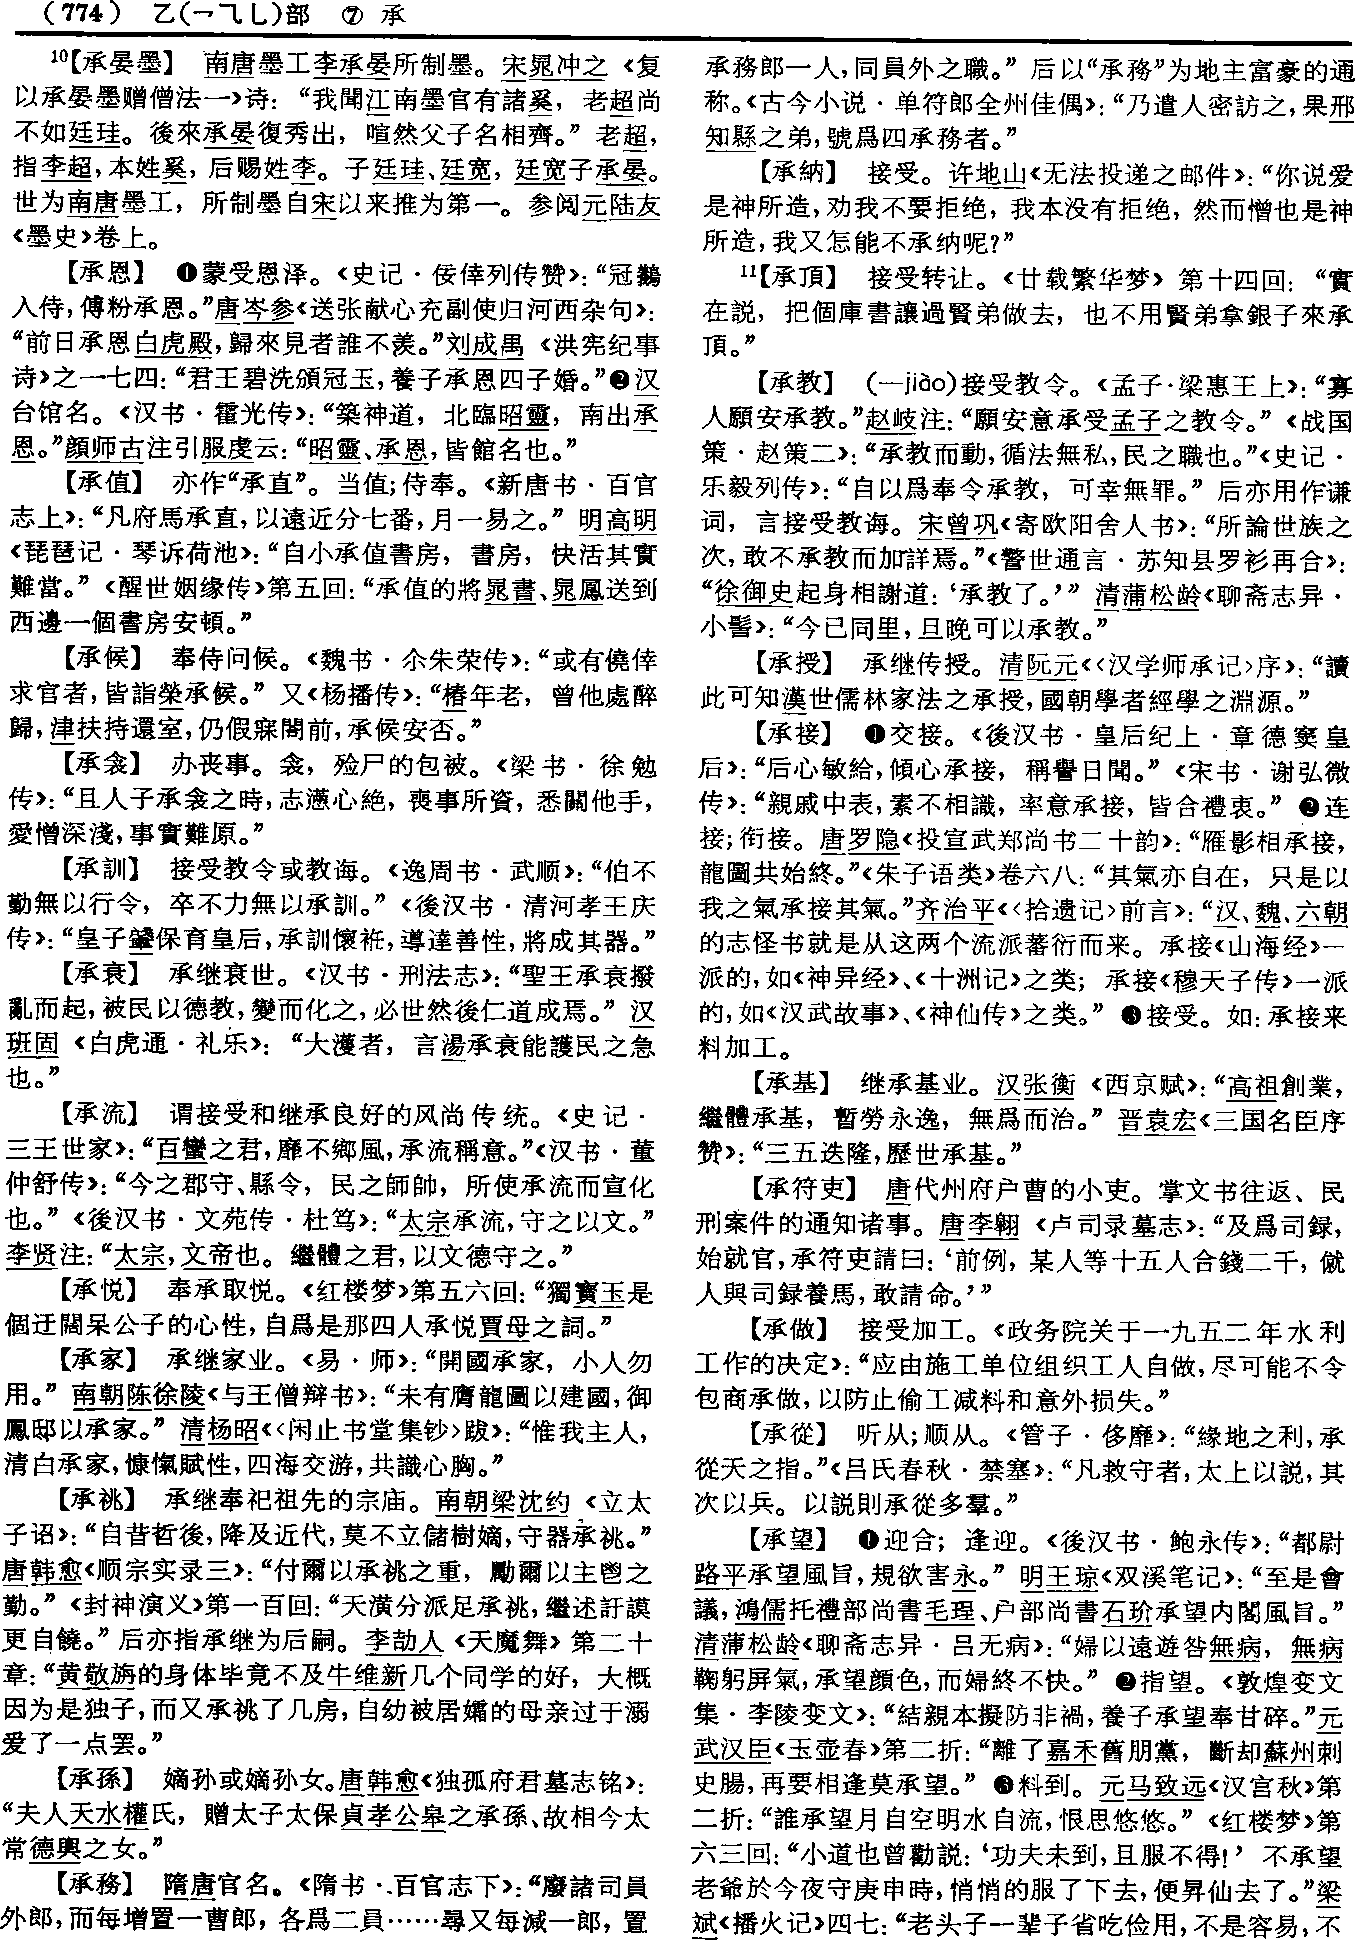 (774) 乙(乛⺄乚)部 ⑦ 承
¹⁰【承晏墨】 南唐墨工李承晏所制墨。宋晁冲之《复
以承晏墨赠僧法一》诗：“我聞江南墨官有諸奚，老超尚
不如廷珪。後來承晏復秀出，喧然父子名相齊。”老超，
指李超，本姓奚，后赐姓李。子廷珪、廷宽，廷宽子承晏。
世为南唐墨工，所制墨自宋以来推为第一。参阅元陆友
《墨史》卷上。
【承恩】 ❶蒙受恩泽。《史记·佞倖列传赞》：“冠鵔
入侍，傅粉承恩。”唐岑参《送张献心充副使归河西杂句》：
“前日承恩白虎殿，歸來見者誰不羨。”刘成禺《洪宪纪事
诗》之一七四：“君王碧洗頒冠玉，養子承恩四子婚。”❷汉
台馆名。《汉书·霍光传》：“築神道，北臨昭靈，南出承
恩。”顔师古注引服虔云：“昭靈、承恩，皆館名也。”
【承值】 亦作“承直”。当值；侍奉。《新唐书·百官
志上》：“凡府馬承直，以遠近分七番，月一易之。”明高明
《琵琶记·琴诉荷池》：“自小承值書房，書房，快活其實
難當。”《醒世姻缘传》第五回：“承值的將晁書、晁鳳送到
西邊一個書房安頓。”
【承候】 奉侍问候。《魏书·尒朱荣传》：“或有僥倖
求官者，皆詣榮承候。”又《杨播传》：“椿年老，曾他處醉
歸，津扶持還室，仍假寐閤前，承候安否。”
【承衾】 办丧事。衾，殓尸的包被。《梁书·徐勉
传》：“且人子承衾之時，志懣心絶，喪事所資，悉關他手，
愛憎深淺，事實難原。”
【承訓】 接受教令或教诲。《逸周书·武顺》：“伯不
勤無以行令，卒不力無以承訓。”《後汉书·清河孝王庆
传》：“皇子肇保育皇后，承訓懷袵，導達善性，將成其器。”
【承衰】 承继衰世。《汉书·刑法志》：“聖王承衰撥
亂而起，被民以德教，變而化之，必世然後仁道成焉。”汉
班固《白虎通·礼乐》：“大濩者，言湯承衰能護民之急
也。”
【承流】 谓接受和继承良好的风尚传统。《史记·
三王世家》：“百蠻之君，靡不鄉風，承流稱意。”《汉书·董
仲舒传》：“今之郡守、縣令，民之師帥，所使承流而宣化
也。”《後汉书·文苑传·杜笃》：“太宗承流，守之以文。”
李贤注：“太宗，文帝也。繼體之君，以文德守之。”
【承悦】 奉承取悦。《红楼梦》第五六回：“獨寶玉是
個迂闊呆公子的心性，自爲是那四人承悦賈母之詞。”
【承家】 承继家业。《易·师》：“開國承家，小人勿
用。”南朝陈徐陵《与王僧辩书》：“未有膺龍圖以建國，御
鳳邸以承家。”清杨昭《〈闲止书堂集钞〉跋》：“惟我主人，
清白承家，慷愾賦性，四海交游，共識心胸。”
【承祧】 承继奉祀祖先的宗庙。南朝梁沈约《立太
子诏》：“自昔哲後，降及近代，莫不立儲樹嫡，守器承祧。”
唐韩愈《顺宗实录三》：“付爾以承祧之重，勵爾以主鬯之
勤。”《封神演义》第一百回：“天潢分派足承祧，繼述訏謨
更自饒。”后亦指承继为后嗣。李劼人《天魔舞》第二十
章：“黄敬旃的身体毕竟不及牛维新几个同学的好，大概
因为是独子，而又承祧了几房，自幼被居孀的母亲过于溺
爱了一点罢。”
【承孫】 嫡孙或嫡孙女。唐韩愈《独孤府君墓志铭》：
“夫人天水權氏，贈太子太保貞孝公皋之承孫、故相今太
常德輿之女。”
【承務】 隋唐官名。《隋书·百官志下》：“廢諸司員
外郎，而每增置一曹郎，各爲二員……尋又每減一郎，置
承務郎一人，同員外之職。”后以“承務”为地主富豪的通
称。《古今小说·单符郎全州佳偶》：“乃遣人密訪之，果邢
知縣之弟，號爲四承務者。”
【承納】 接受。许地山《无法投递之邮件》：“你说爱
是神所造，劝我不要拒绝，我本没有拒绝，然而憎也是神
所造，我又怎能不承纳呢？”
¹¹【承頂】 接受转让。《廿载繁华梦》第十四回：“實
在説，把個庫書讓過賢弟做去，也不用賢弟拿銀子來承
頂。”
【承教】 (—jiào)接受教令。《孟子·梁惠王上》：“寡
人願安承教。”赵岐注：“願安意承受孟子之教令。”《战国
策·赵策二》：“承教而動，循法無私，民之職也。”《史记·
乐毅列传》：“自以爲奉令承教，可幸無罪。”后亦用作谦
词，言接受教诲。宋曾巩《寄欧阳舍人书》：“所論世族之
次，敢不承教而加詳焉。”《警世通言·苏知县罗衫再合》：
“徐御史起身相謝道：‘承教了。’”清蒲松龄《聊斋志异·
小髻》：“今已同里，旦晚可以承教。”
【承授】 承继传授。清阮元《〈汉学师承记〉序》：“讀
此可知漢世儒林家法之承授，國朝學者經學之淵源。”
【承接】 ❶交接。《後汉书·皇后纪上·章德窦皇
后》：“后心敏給，傾心承接，稱譽日聞。”《宋书·谢弘微
传》：“親戚中表，素不相識，率意承接，皆合禮衷。”❷连
接；衔接。唐罗隐《投宣武郑尚书二十韵》：“雁影相承接，
龍圖共始終。”《朱子语类》卷六八：“其氣亦自在，只是以
我之氣承接其氣。”齐治平《〈拾遗记〉前言》：“汉、魏、六朝
的志怪书就是从这两个流派蕃衍而来。承接《山海经》一
派的，如《神异经》、《十洲记》之类；承接《穆天子传》一派
的，如《汉武故事》、《神仙传》之类。”❸接受。如：承接来
料加工。
【承基】 继承基业。汉张衡《西京赋》：“高祖創業，
繼體承基，暫勞永逸，無爲而治。”晋袁宏《三国名臣序
赞》：“三五迭隆，歷世承基。”
【承符吏】 唐代州府户曹的小吏。掌文书往返、民
刑案件的通知诸事。唐李翱《卢司录墓志》：“及爲司録，
始就官，承符吏請曰：‘前例，某人等十五人合錢二千，僦
人與司録養馬，敢請命。’”
【承做】 接受加工。《政务院关于一九五二年水利
工作的决定》：“应由施工单位组织工人自做，尽可能不令
包商承做，以防止偷工减料和意外损失。”
【承從】 听从；顺从。《管子·侈靡》：“緣地之利，承
從天之指。”《吕氏春秋·禁塞》：“凡救守者，太上以説，其
次以兵。以説則承從多羣。”
【承望】 ❶迎合；逢迎。《後汉书·鲍永传》：“都尉
路平承望風旨，規欲害永。”明王琼《双溪笔记》：“至是會
議，鴻儒托禮部尚書毛珵、户部尚書石玠承望内閣風旨。”
清蒲松龄《聊斋志异·吕无病》：“婦以遠遊咎無病，無病
鞠躬屏氣，承望顔色，而婦終不快。”❷指望。《敦煌变文
集·李陵变文》：“結親本擬防非禍，養子承望奉甘碎。”元
武汉臣《玉壶春》第二折：“離了嘉禾舊朋黨，斷却蘇州刺
史腸，再要相逢莫承望。”❸料到。元马致远《汉宫秋》第
二折：“誰承望月自空明水自流，恨思悠悠。”《红楼梦》第
六三回：“小道也曾勸説：‘功夫未到，且服不得！’不承望
老爺於今夜守庚申時，悄悄的服了下去，便昇仙去了。”梁
斌《播火记》四七：“老头子一辈子省吃俭用，不是容易，不